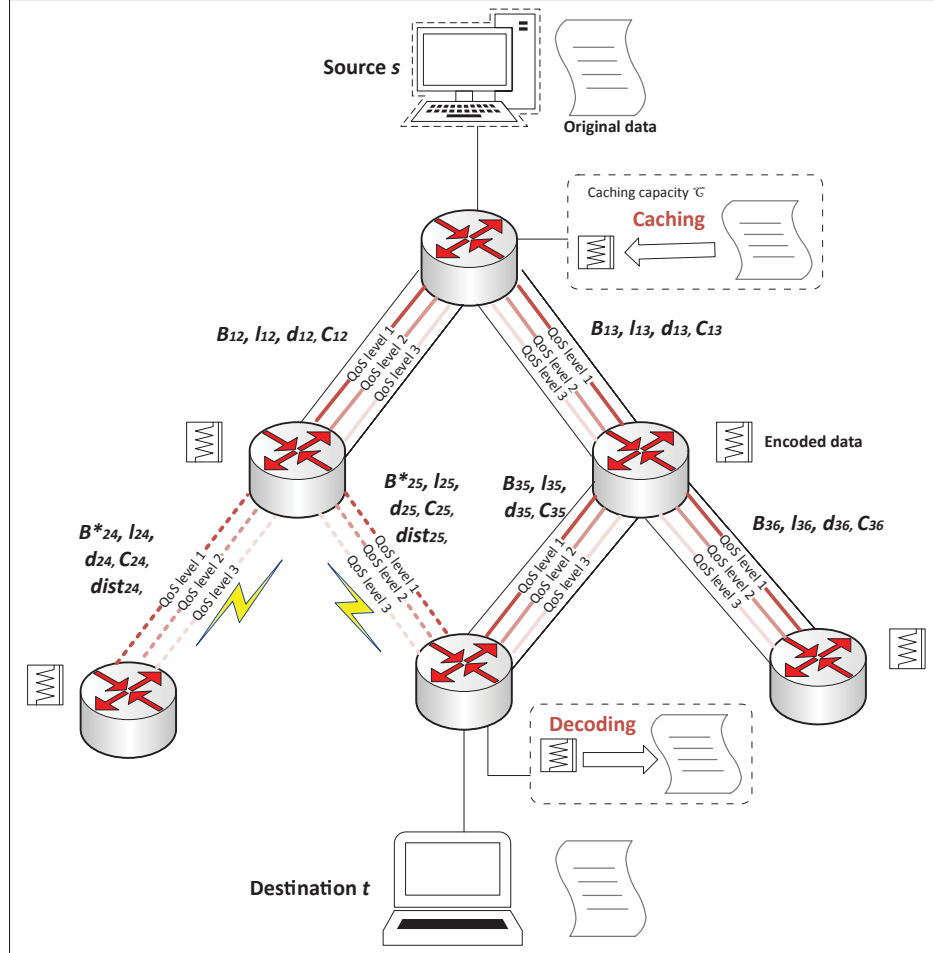 Source s
Original data
Caching capacity 𝒞
Caching
B12, l12, d12, C12
B13, l13, d13, C13
QoS level 1
QoS level 2
QoS level 3
QoS level 1
QoS level 2
QoS level 3
Encoded data
B*24, l24,
d24, C24,
dist24,
B*25, l25,
d25, C25,
dist25,
B35, l35,
d35, C35
B36, l36, d36, C36
QoS level 1
QoS level 2
QoS level 3
QoS level 1
QoS level 2
QoS level 3
QoS level 1
QoS level 2
QoS level 3
QoS level 1
QoS level 2
QoS level 3
Decoding
Destination t